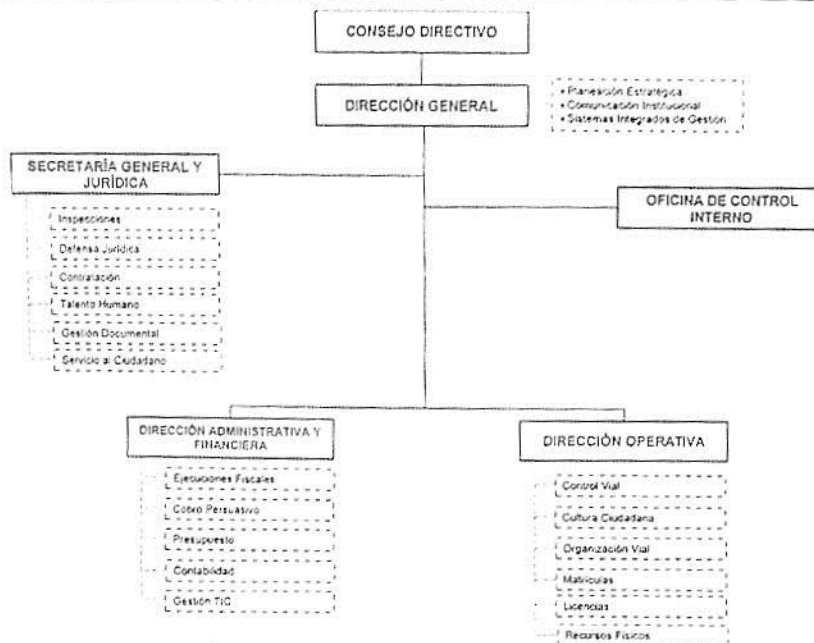 CONSEJO DIRECTIVO
DIRECCIÓN GENERAL
• Planeación Estratégica
• Comunicación Institucional
• Sistemas Integrados de Gestión
SECRETARÍA GENERAL Y
JURÍDICA
Inspecciones
Defensa Jurídica
Contratación
Talento Humano
Gestión Documental
Servicio al Ciudadano
OFICINA DE CONTROL
INTERNO
DIRECCIÓN ADMINISTRATIVA Y
FINANCIERA
Ejecuciones Fiscales
Cobro Persuasivo
Presupuesto
Contabilidad
Gestión TIC
DIRECCIÓN OPERATIVA
Control Vial
Cultura Ciudadana
Organización Vial
Matrículas
Licencias
Recursos Físicos